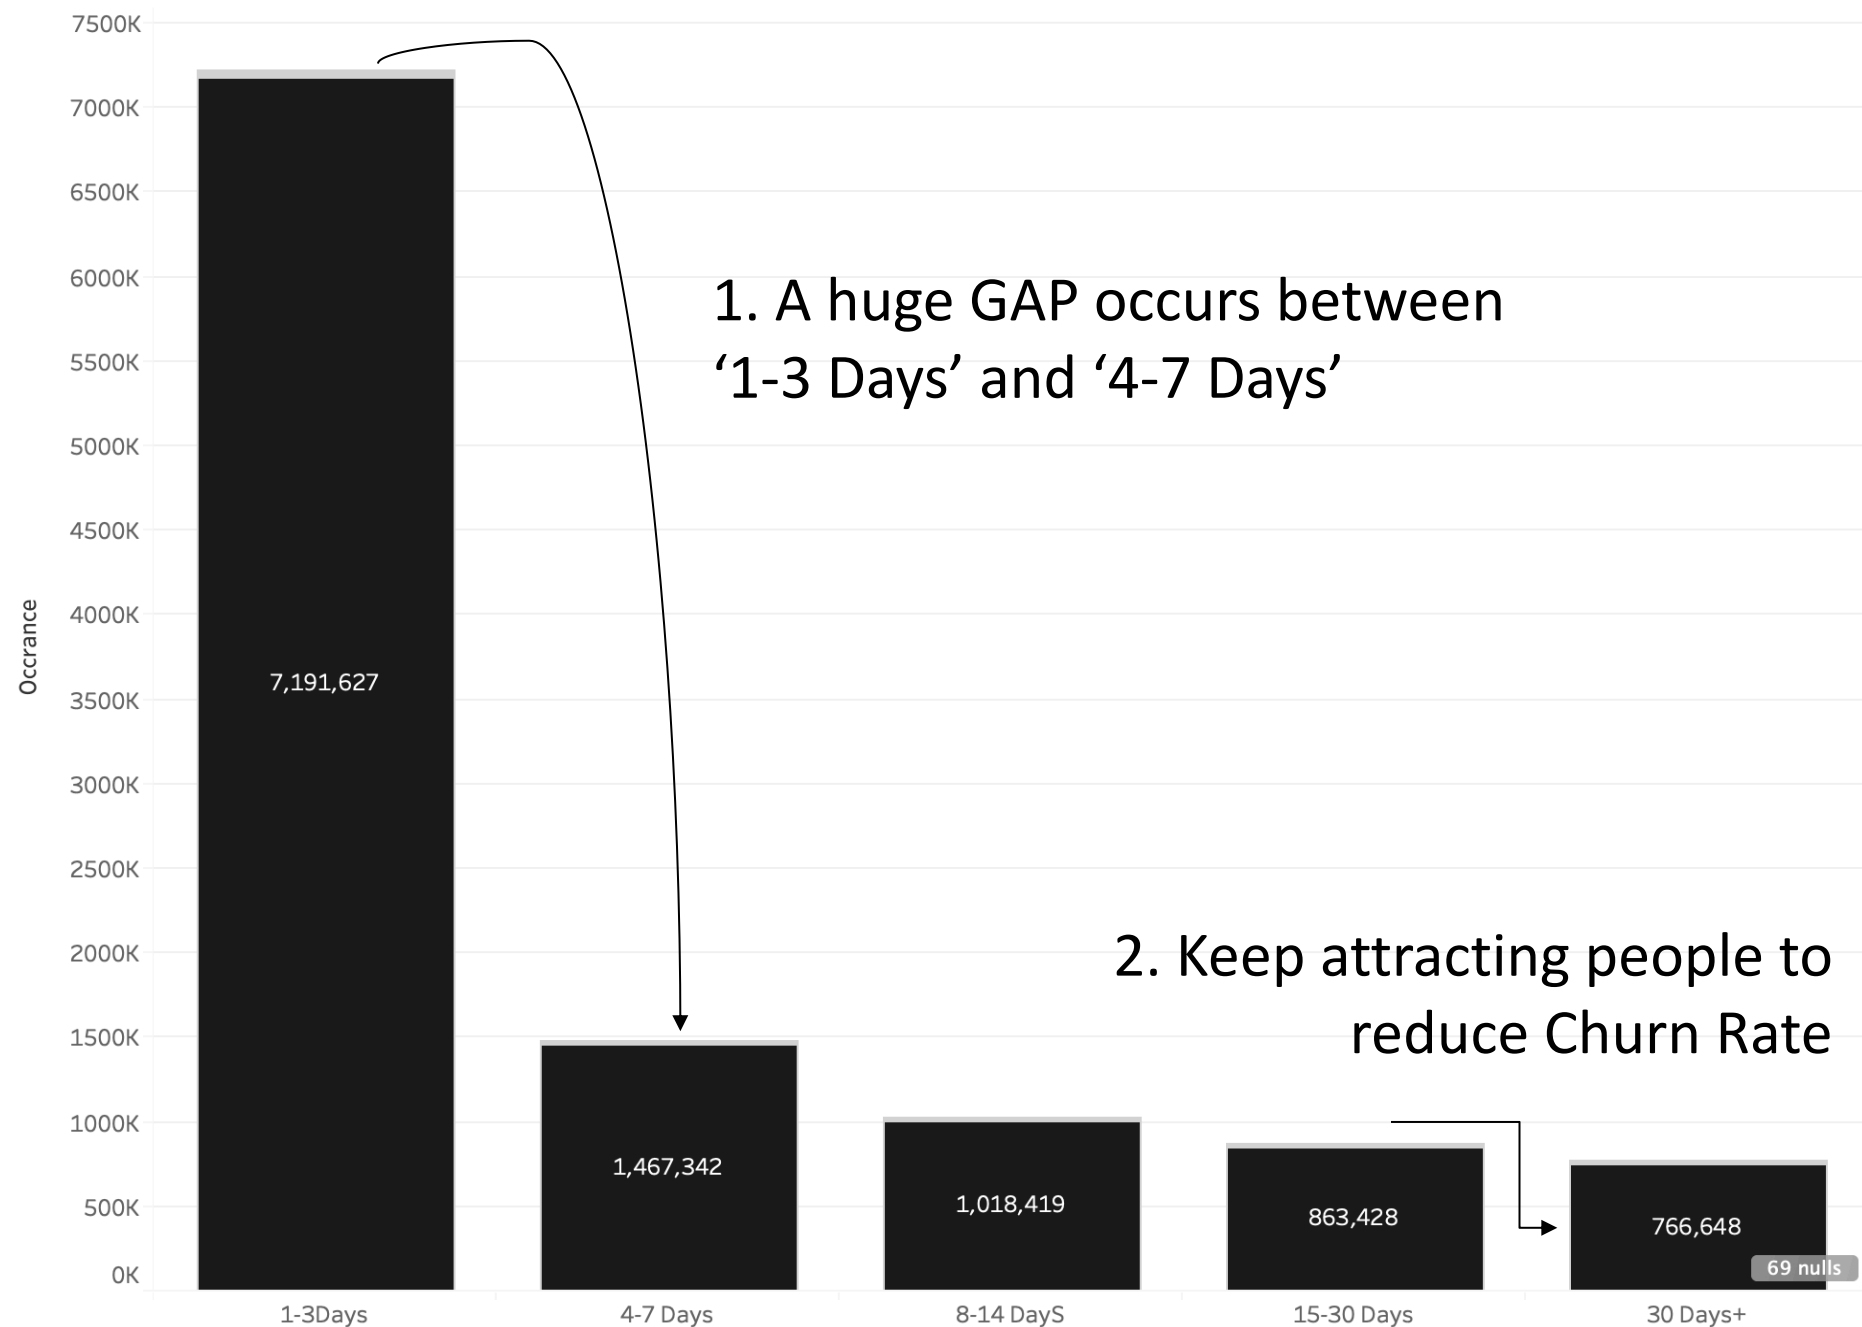 7500K
7000K
6500K
6000K
5500K
5000K
4500K
4000K
3500K
3000K
2500K
2000K
1500K
1000K
500K
0K
Occrance
1. A huge GAP occurs between
‘1-3 Days’ and ‘4-7 Days’
2. Keep attracting people to
reduce Churn Rate
7,191,627
1,467,342
1,018,419
863,428
766,648
69 nulls
1-3Days
4-7 Days
8-14 DayS
15-30 Days
30 Days+